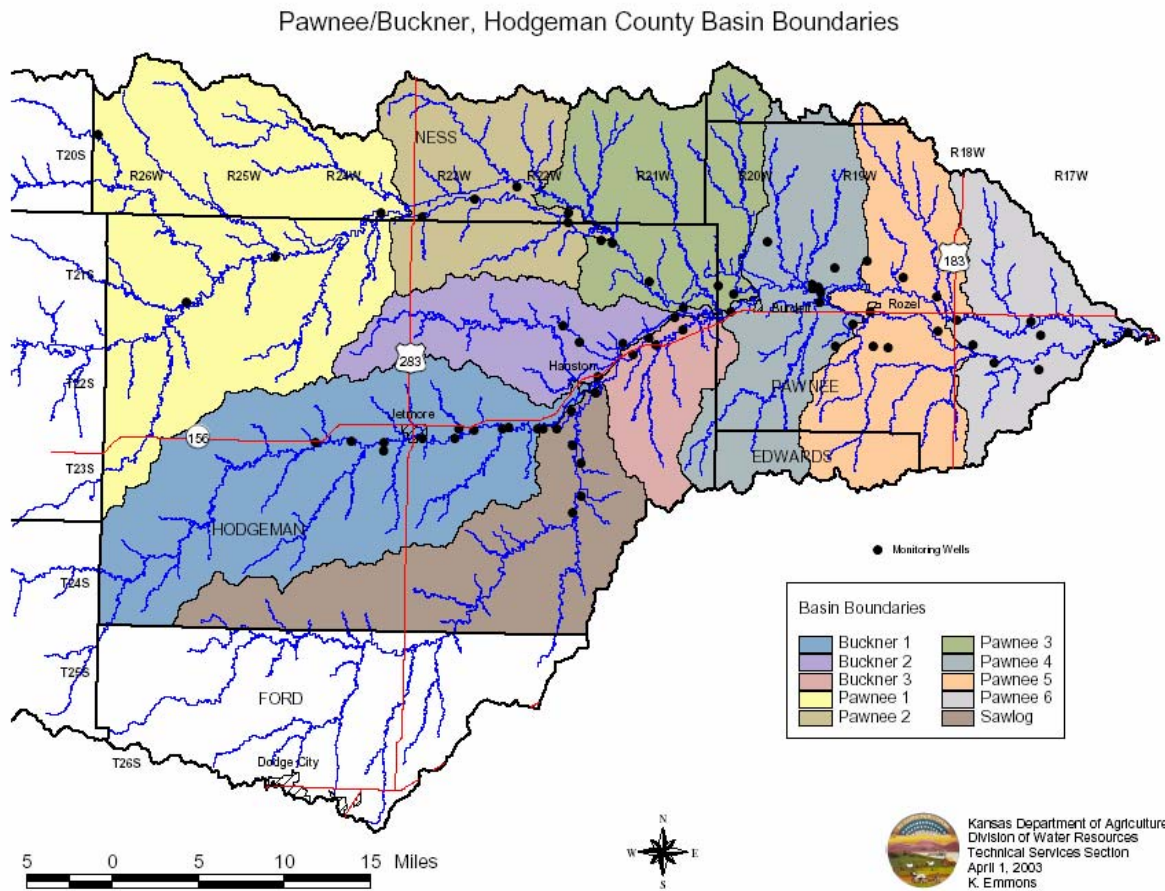 Pawnee/Buckner, Hodgeman County Basin Boundaries
NESS
T20S
R26W
R25W
R24W
R23W
R22W
R21W
R20W
R19W
R18W
R17W
T21S
183
Burdett
Rozel
283
Hanston
T22S
PAWNEE
Jetmore
156
T23S
EDWARDS
HODGEMAN
Monitoring Wells
T24S
Basin Boundaries
Buckner 1
Buckner 2
Buckner 3
Pawnee 1
Pawnee 2
Pawnee 3
Pawnee 4
Pawnee 5
Pawnee 6
Sawlog
T25S
FORD
T26S
Dodge City
N
W
E
S
5 0 5 10 15 Miles
Kansas Department of Agriculture
Division of Water Resources
Technical Services Section
April 1, 2003
K. Emmons